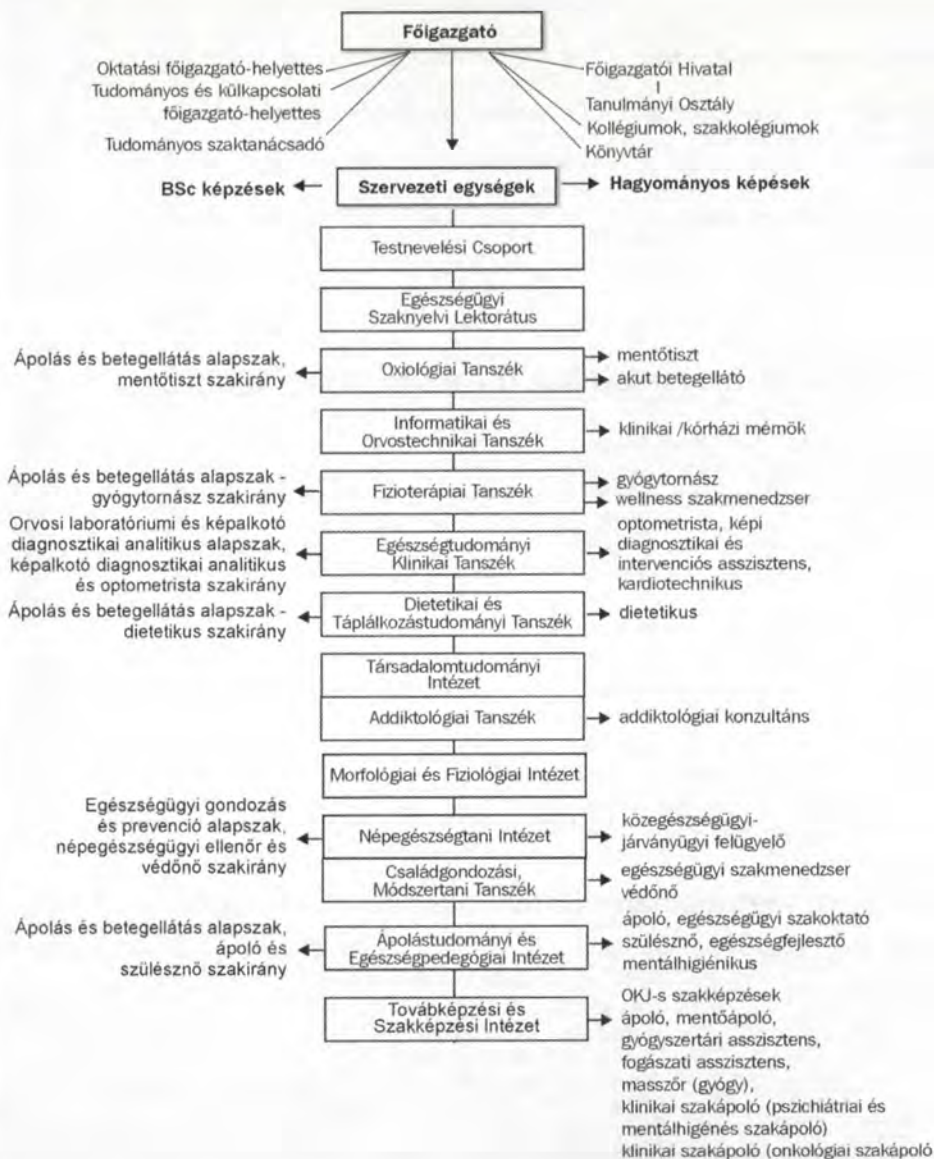 Főigazgató
Oktatási főigazgató-helyettes
Tudományos és külkapcsolati
főigazgató-helyettes
Tudományos szaktanácsadó
Főigazgatói Hivatal
Tanulmányi Osztály
Kollégiumok, szakkolégiumok
Könyvtár
BSc képzések
Szervezeti egységek
Hagyományos képések
Testnevelési Csoport
Egészségügyi
Szaknyelvi Lektorátus
Ápolás és betegellátás alapszak,
mentőtiszt szakirány
Oxiológiai Tanszék
mentőtiszt
akut betegellátó
Informatikai és
Orvostechnikai Tanszék
klinikai /kórházi mérnök
Ápolás és betegellátás alapszak -
gyógytornász szakirány
Fizioterápiai Tanszék
gyógytornász
wellness szakmenedzser
Orvosi laboratóriumi és képalkotó
diagnosztikai analitikus alapszak,
képalkotó diagnosztikai analitikus
és optometrista szakirány
Egészségtudományi
Klinikai Tanszék
optometrista, képi
diagnosztikai és
intervenciós asszisztens,
kardiotechnikus
Ápolás és betegellátás alapszak -
dietetikus szakirány
Dietetikai és
Táplálkozástudományi Tanszék
dietetikus
Társadalomtudományi
Intézet
Addiktológiai Tanszék
addiktológiai konzultáns
Morfológiai és Fiziológiai Intézet
Egészségügyi gondozás
és prevenció alapszak,
népegészségügyi ellenőr és
védőnő szakirány
Népegészségtani Intézet
közegészségügyi-
járványügyi felügyelő
Családgondozási,
Módszertani Tanszék
egészségügyi szakmenedzser
védőnő
Ápolás és betegellátás alapszak,
ápoló és
szülésznő szakirány
Ápolástudományi és
Egészségpedegógiai Intézet
ápoló, egészségügyi szakoktató
szülésznő, egészségfejlesztő
mentálhigiénikus
Továbképzési és
Szakképzési Intézet
OKJ-s szakképzések
ápoló, mentőápoló,
gyógyszertári asszisztens,
fogászati asszisztens,
masszőr (gyógy),
klinikai szakápoló (pszichiátriai és
mentálhigénés szakápoló)
klinikai szakápoló (onkológiai szakápoló